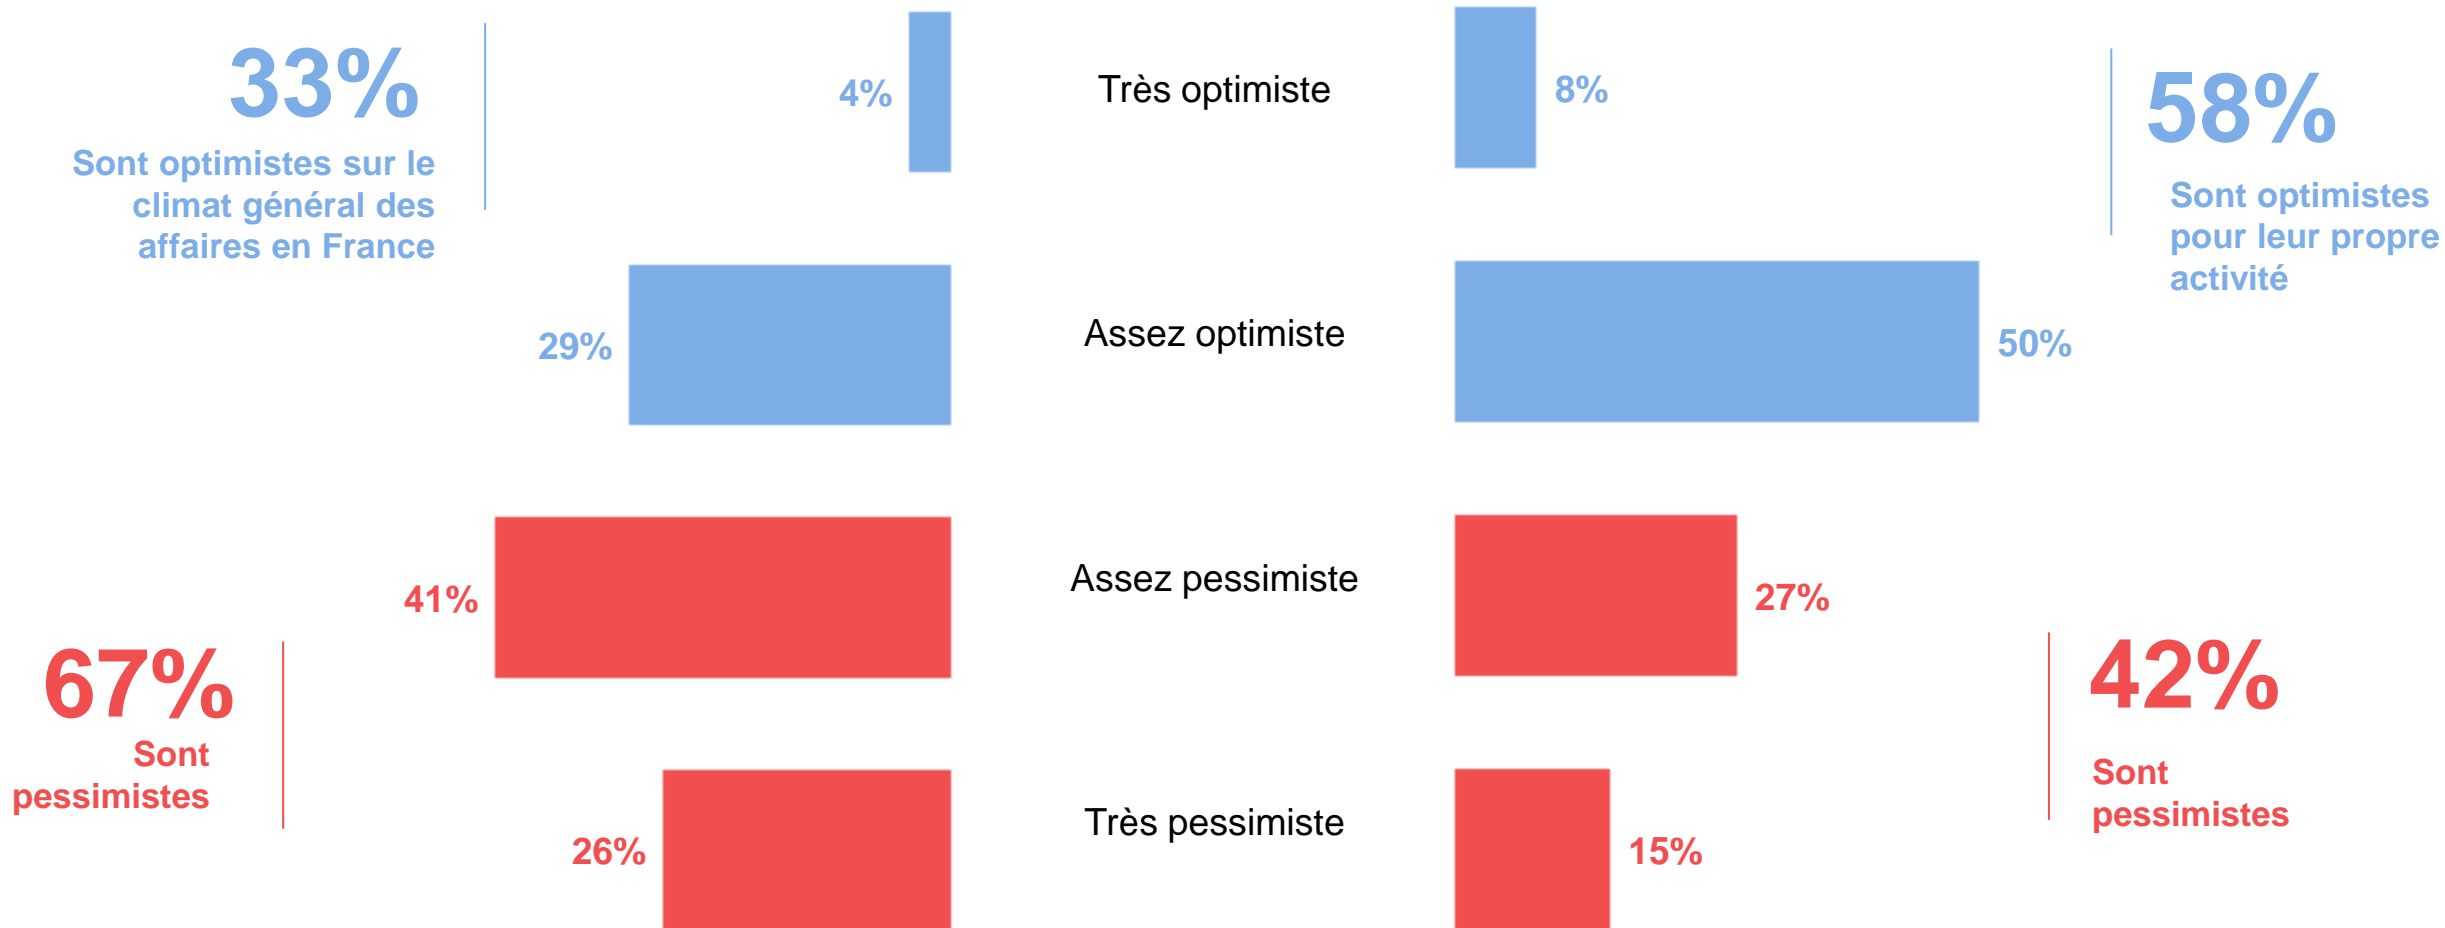 33%
Sont optimistes sur le
climat général des
affaires en France
4%
Très optimiste
8%
58%
Sont optimistes
pour leur propre
activité
29%
Assez optimiste
50%
41%
Assez pessimiste
27%
67%
Sont
pessimistes
42%
Sont
pessimistes
26%
Très pessimiste
15%